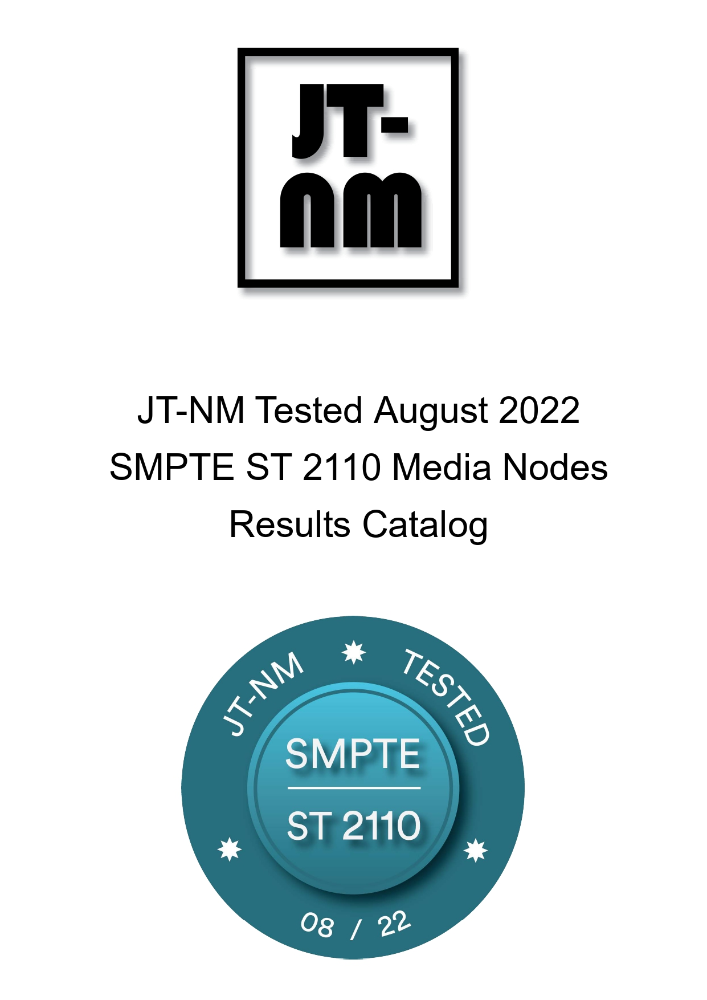 JT-
nm
JT-NM Tested August 2022
SMPTE ST 2110 Media Nodes
Results Catalog
JT-NM TESTED
SMPTE
ST 2110
08 / 22